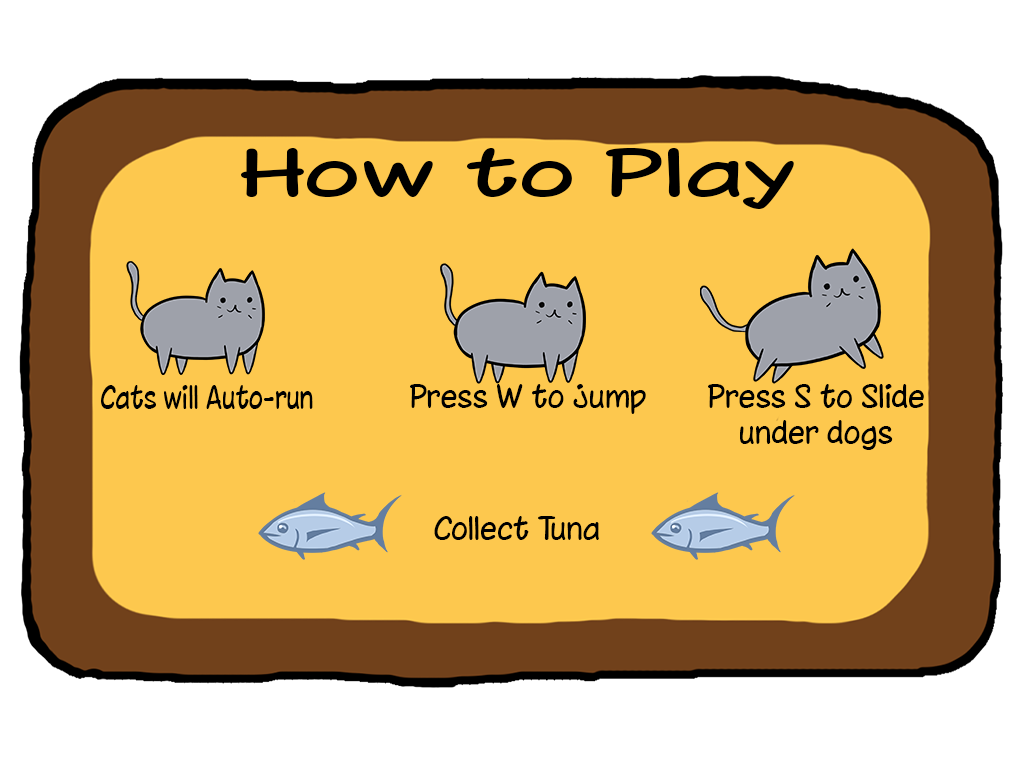 How to Play
Cats will Auto-run
Press W to Jump
Press S to Slide
under dogs
Collect Tuna